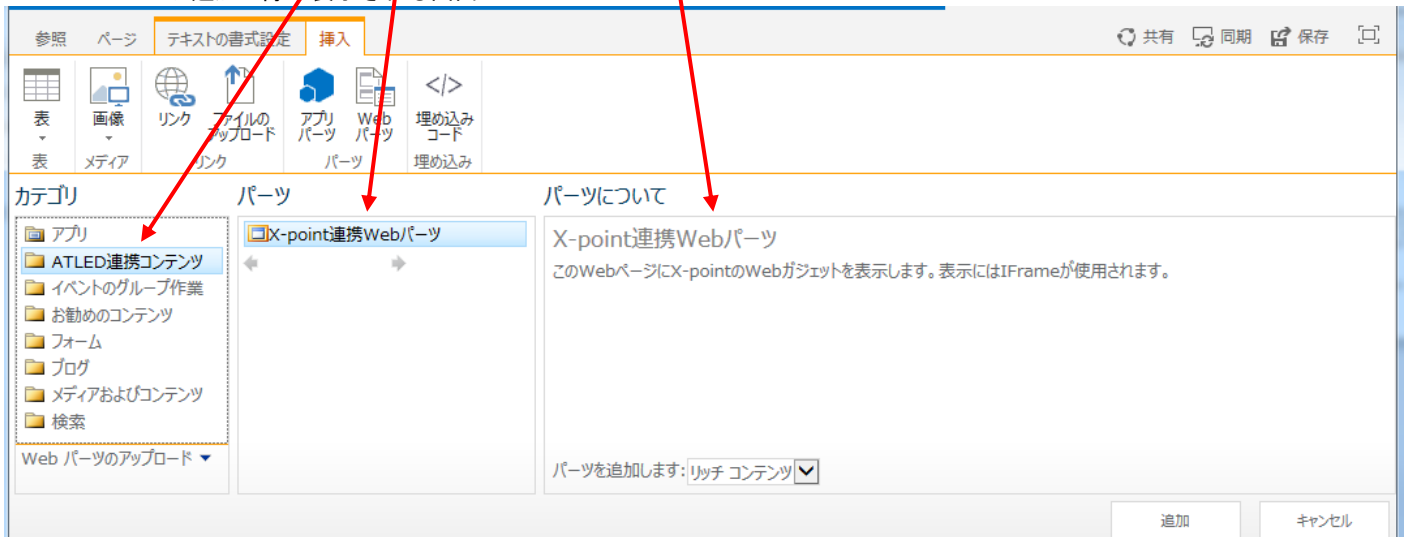 参照 ページ テキストの書式設定 挿入 共有 同期 保存
表 画像 リンク ファイルの アプリ Web 埋め込み
アップロード パーツ パーツ コード
表 メディア リンク パーツ 埋め込み
カテゴリ パーツ パーツについて
アプリ
ATLED連携コンテンツ
イベントのグループ作業
お勧めのコンテンツ
フォーム
ブログ
メディアおよびコンテンツ
検索
Web パーツのアップロード
X-point連携Webパーツ
X-point連携Webパーツ
このWebページにX-pointのWebガジェットを表示します。表示にはIFrameが使用されます。
パーツを追加します: リッチ コンテンツ
追加 キャンセル